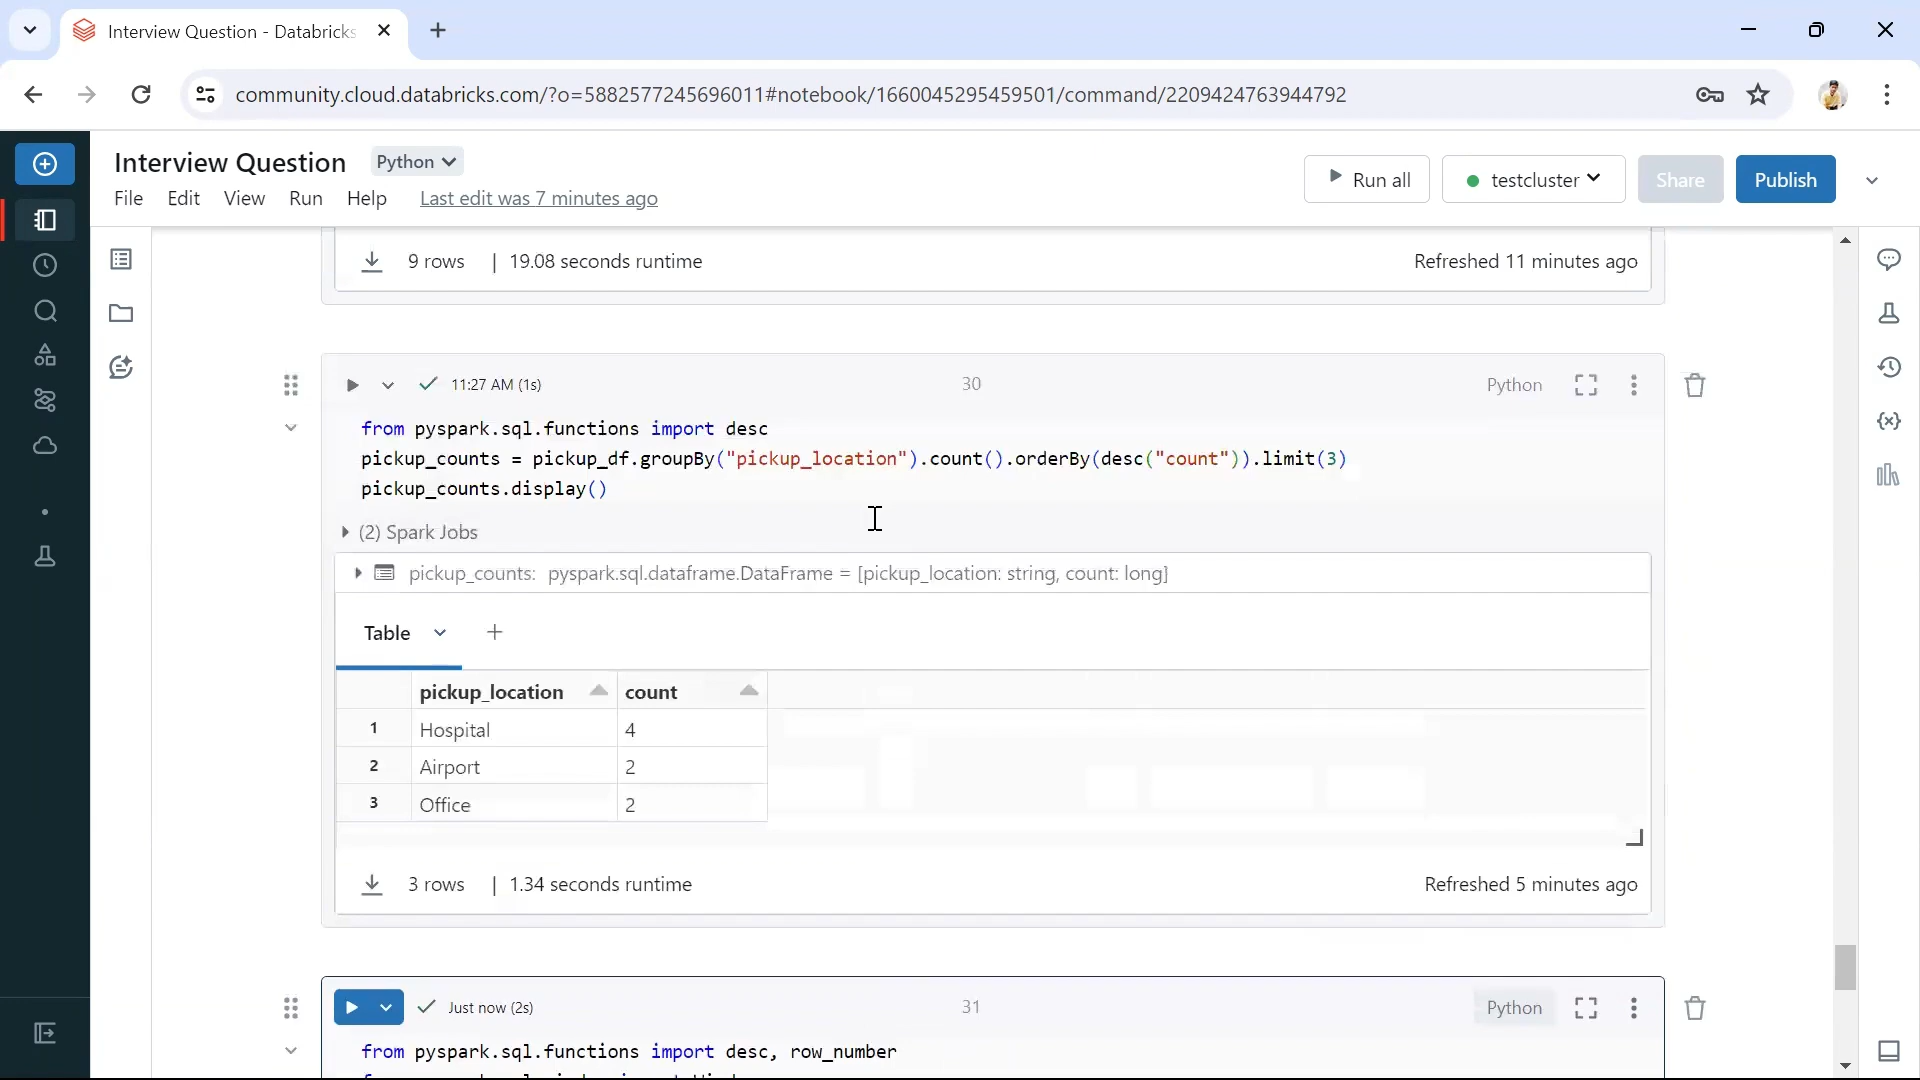 Interview Question - Databricks
community.cloud.databricks.com/?o=5882577245696011#notebook/1660045295459501/command/2209424763944792
Interview Question Python
File Edit View Run Help Last edit was 7 minutes ago
Run all testcluster Share Publish
9 rows | 19.08 seconds runtime Refreshed 11 minutes ago
11:27 AM (1s) 30 Python
from pyspark.sql.functions import desc
pickup_counts = pickup_df.groupBy("pickup_location").count().orderBy(desc("count")).limit(3)
pickup_counts.display()
(2) Spark Jobs
pickup_counts: pyspark.sql.dataframe.DataFrame = [pickup_location: string, count: long]
Table
pickup_location count
1 Hospital 4
2 Airport 2
3 Office 2
3 rows | 1.34 seconds runtime Refreshed 5 minutes ago
Just now (2s) 31 Python
from pyspark.sql.functions import desc, row_number